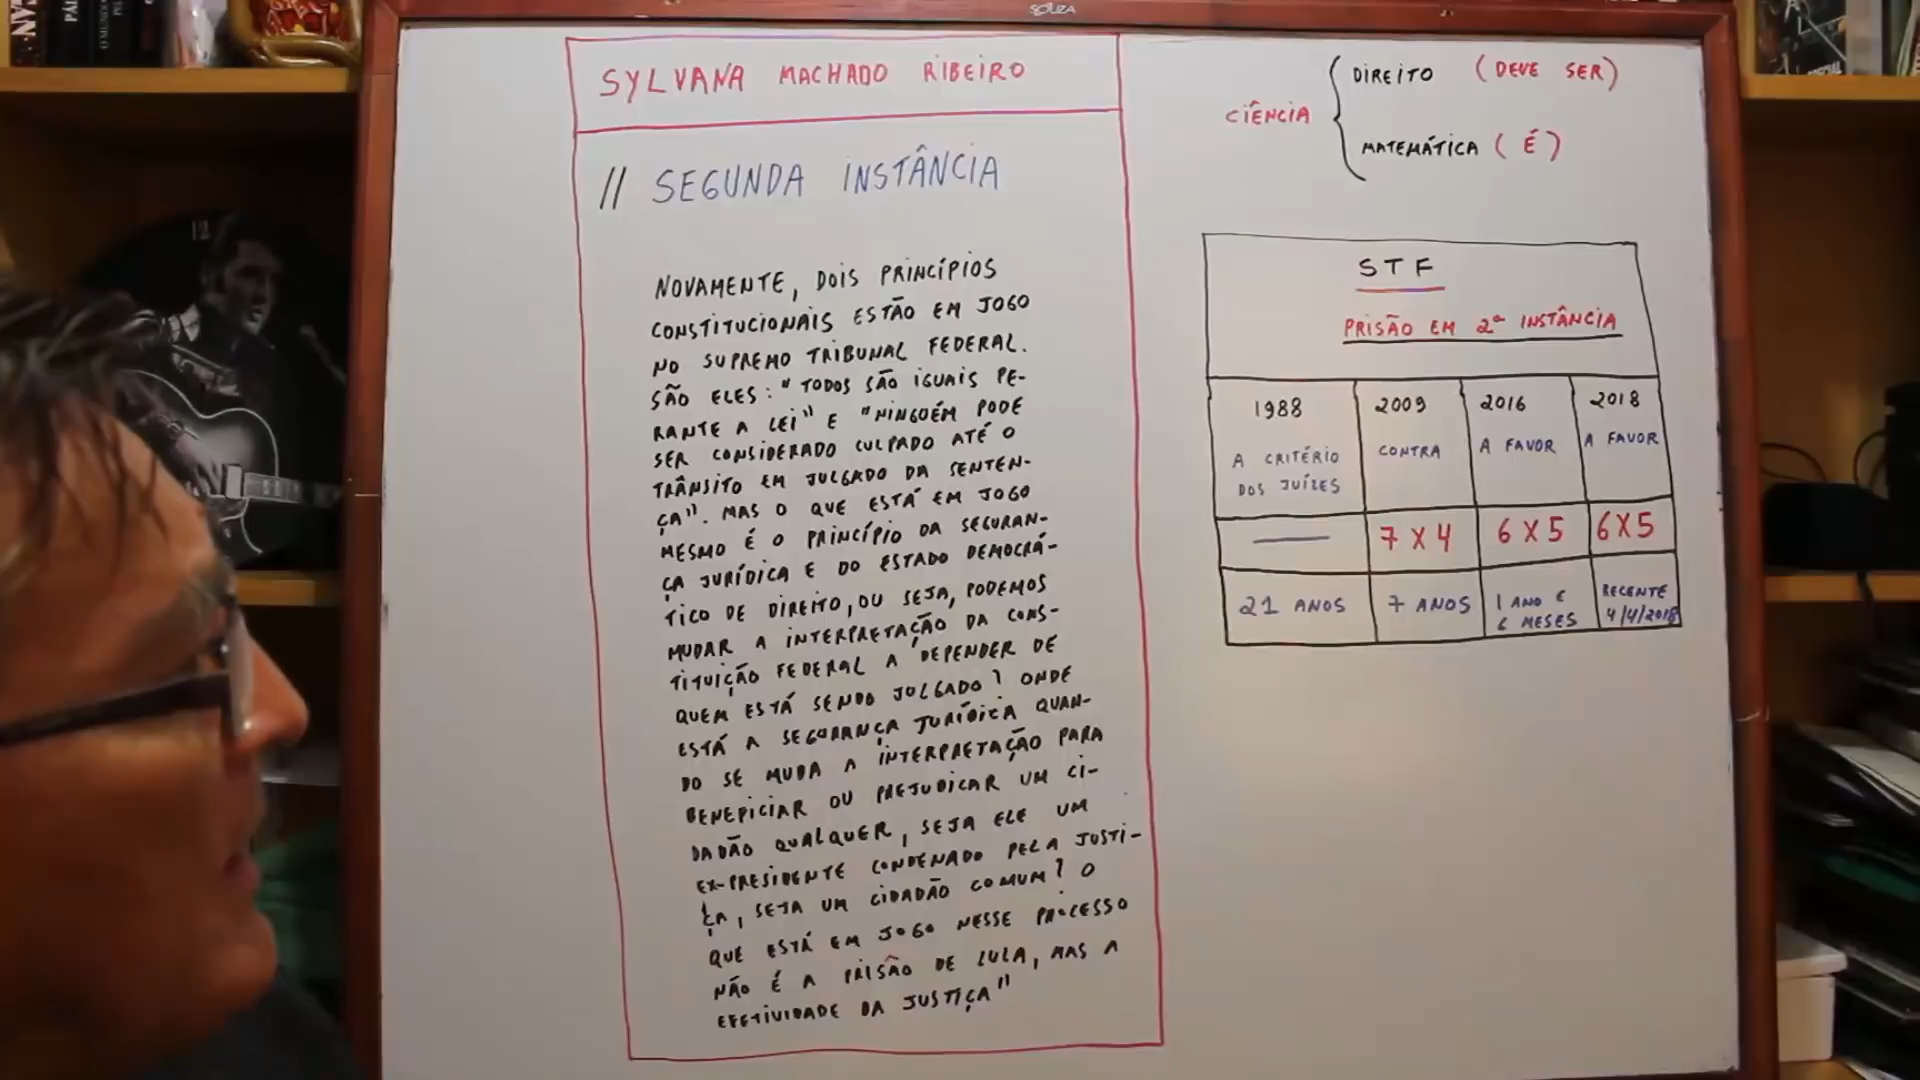 SOUZA
SYLVANA MACHADO RIBEIRO
// SEGUNDA INSTÂNCIA
NOVAMENTE, DOIS PRINCÍPIOS
CONSTITUCIONAIS ESTÃO EM JOGO
NO SUPREMO TRIBUNAL FEDERAL.
SÃO ELES: "TODOS SÃO IGUAIS PE-
RANTE A LEI" E "NINGUÉM PODE
SER CONSIDERADO CULPADO ATÉ O
TRÂNSITO EM JULGADO DA SENTEN-
ÇA". MAS O QUE ESTÁ EM JOGO
MESMO É O PRINCÍPIO DA SEGURAN-
ÇA JURÍDICA E DO ESTADO DEMOCRÁ-
TICO DE DIREITO, OU SEJA, PODEMOS
MUDAR A INTERPRETAÇÃO DA CONS-
TITUIÇÃO FEDERAL A DEPENDER DE
QUEM ESTÁ SENDO JULGADO? ONDE
ESTÁ A SEGURANÇA JURÍDICA QUAN-
DO SE MUDA A INTERPRETAÇÃO PARA
BENEFICIAR OU PREJUDICAR UM CI-
DADÃO QUALQUER, SEJA ELE UM
EX-PRESIDENTE CONDENADO PELA JUSTI-
ÇA, SEJA UM CIDADÃO COMUM? O
QUE ESTÁ EM JOGO NESSE PROCESSO
NÃO É A PRISÃO DE LULA, MAS A
EFETIVIDADE DA JUSTIÇA"
CIÊNCIA
DIREITO (DEVE SER)
MATEMÁTICA (É)
STF
PRISÃO EM 2ª INSTÂNCIA
1988 2009 2016 2018
A CRITÉRIO CONTRA A FAVOR A FAVOR
DOS JUÍZES
7 X 4 6 X 5 6 X 5
21 ANOS 7 ANOS 1 ANO E RECENTE
6 MESES 4/4/2018
12